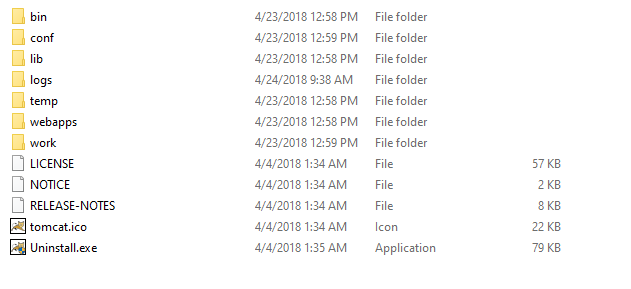 bin 4/23/2018 12:58 PM File folder
conf 4/23/2018 12:59 PM File folder
lib 4/23/2018 12:58 PM File folder
logs 4/24/2018 9:38 AM File folder
temp 4/23/2018 12:58 PM File folder
webapps 4/23/2018 12:58 PM File folder
work 4/23/2018 12:59 PM File folder
LICENSE 4/4/2018 1:34 AM File 57 KB
NOTICE 4/4/2018 1:34 AM File 2 KB
RELEASE-NOTES 4/4/2018 1:34 AM File 8 KB
tomcat.ico 4/4/2018 1:34 AM Icon 22 KB
Uninstall.exe 4/4/2018 1:35 AM Application 79 KB